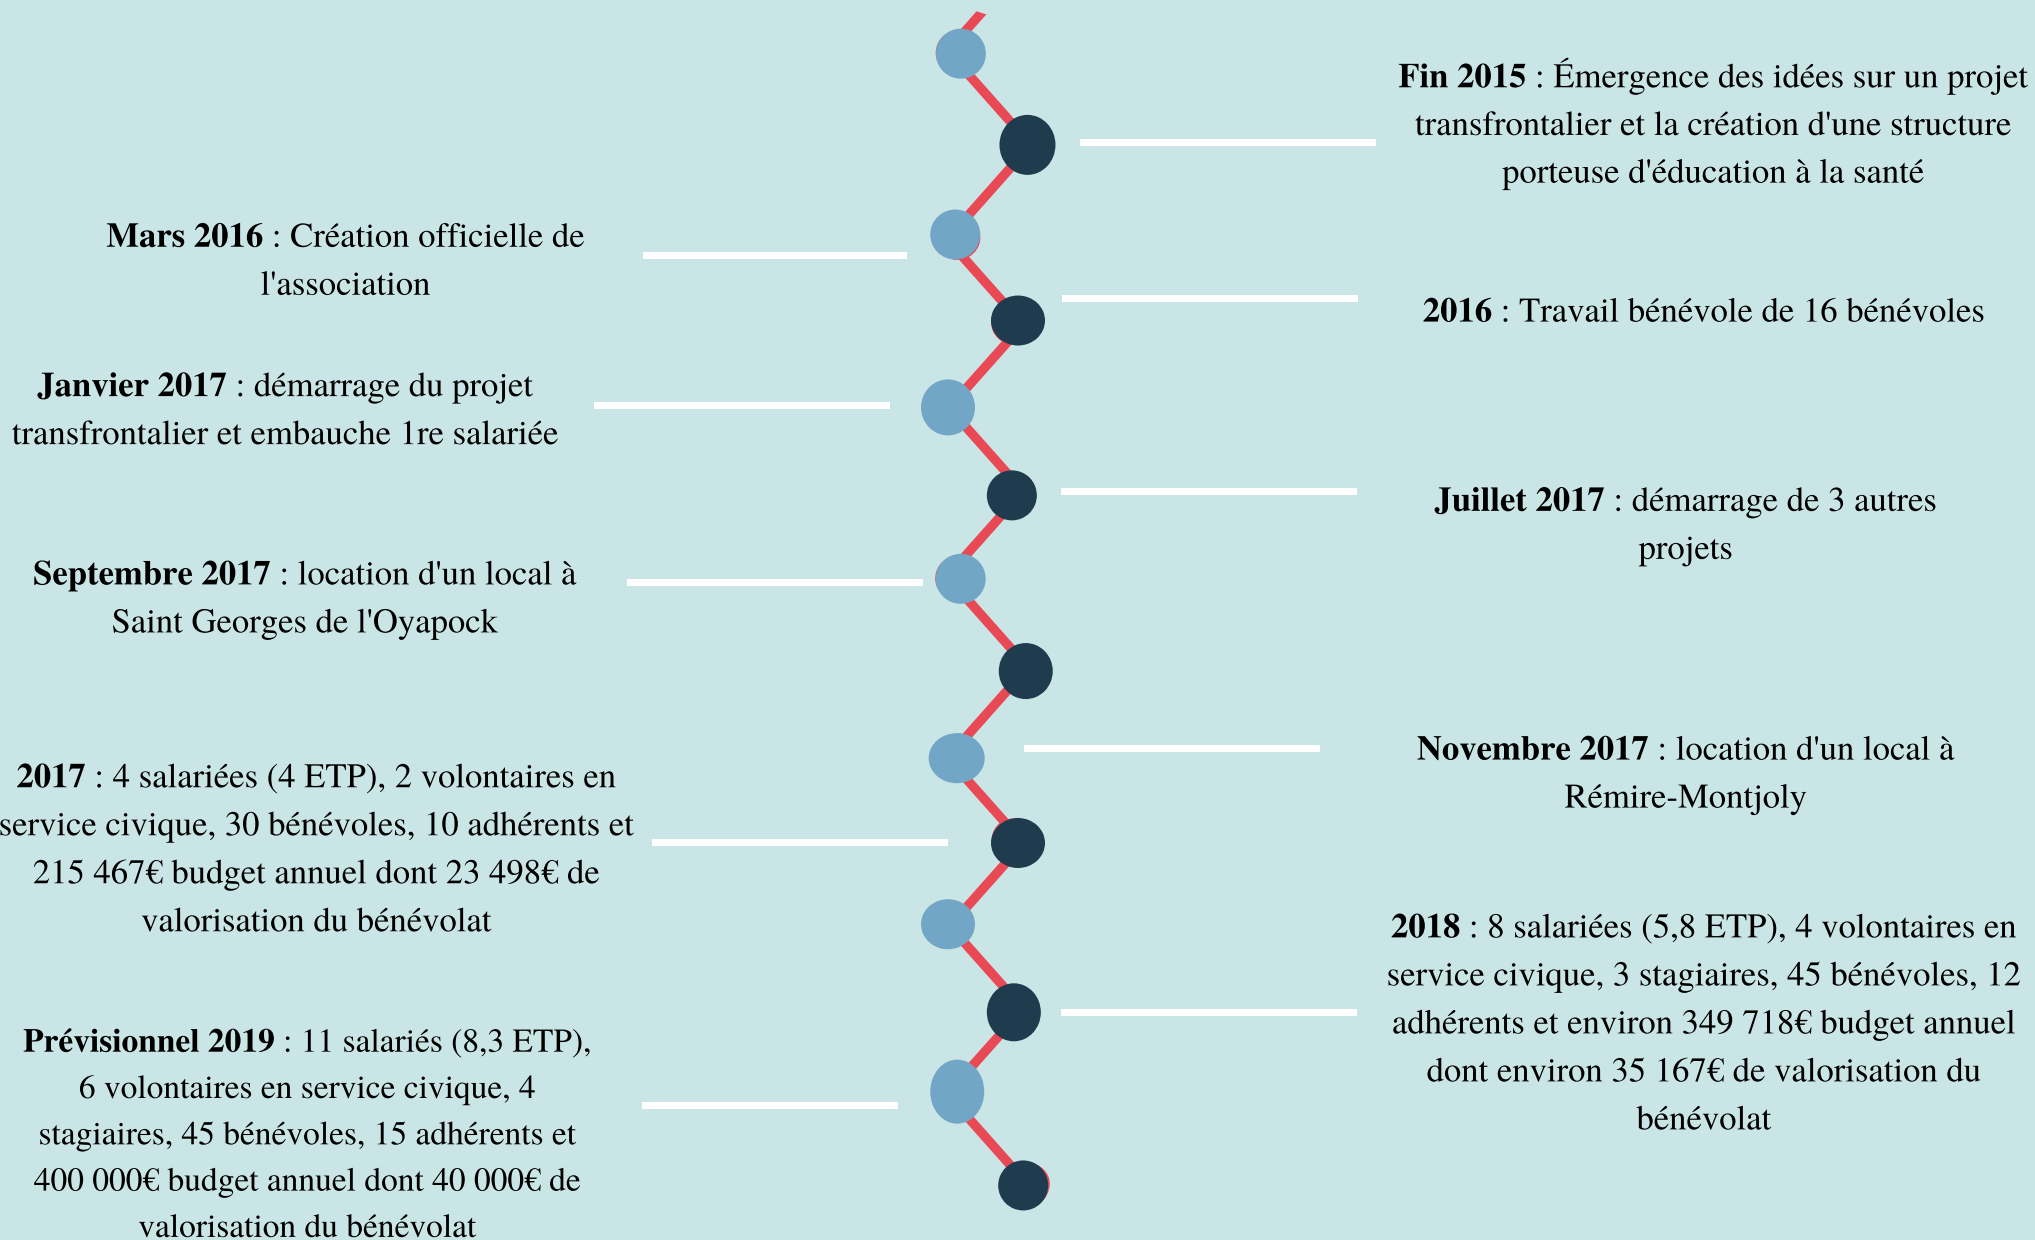 Fin 2015 : Émergence des idées sur un projet
transfrontalier et la création d'une structure
porteuse d'éducation à la santé
Mars 2016 : Création officielle de
l'association
2016 : Travail bénévole de 16 bénévoles
Janvier 2017 : démarrage du projet
transfrontalier et embauche 1re salariée
Juillet 2017 : démarrage de 3 autres
projets
Septembre 2017 : location d'un local à
Saint Georges de l'Oyapock
Novembre 2017 : location d'un local à
Rémire-Montjoly
2017 : 4 salariées (4 ETP), 2 volontaires en
service civique, 30 bénévoles, 10 adhérents et
215 467€ budget annuel dont 23 498€ de
valorisation du bénévolat
2018 : 8 salariées (5,8 ETP), 4 volontaires en
service civique, 3 stagiaires, 45 bénévoles, 12
adhérents et environ 349 718€ budget annuel
dont environ 35 167€ de valorisation du
bénévolat
Prévisionnel 2019 : 11 salariés (8,3 ETP),
6 volontaires en service civique, 4
stagiaires, 45 bénévoles, 15 adhérents et
400 000€ budget annuel dont 40 000€ de
valorisation du bénévolat